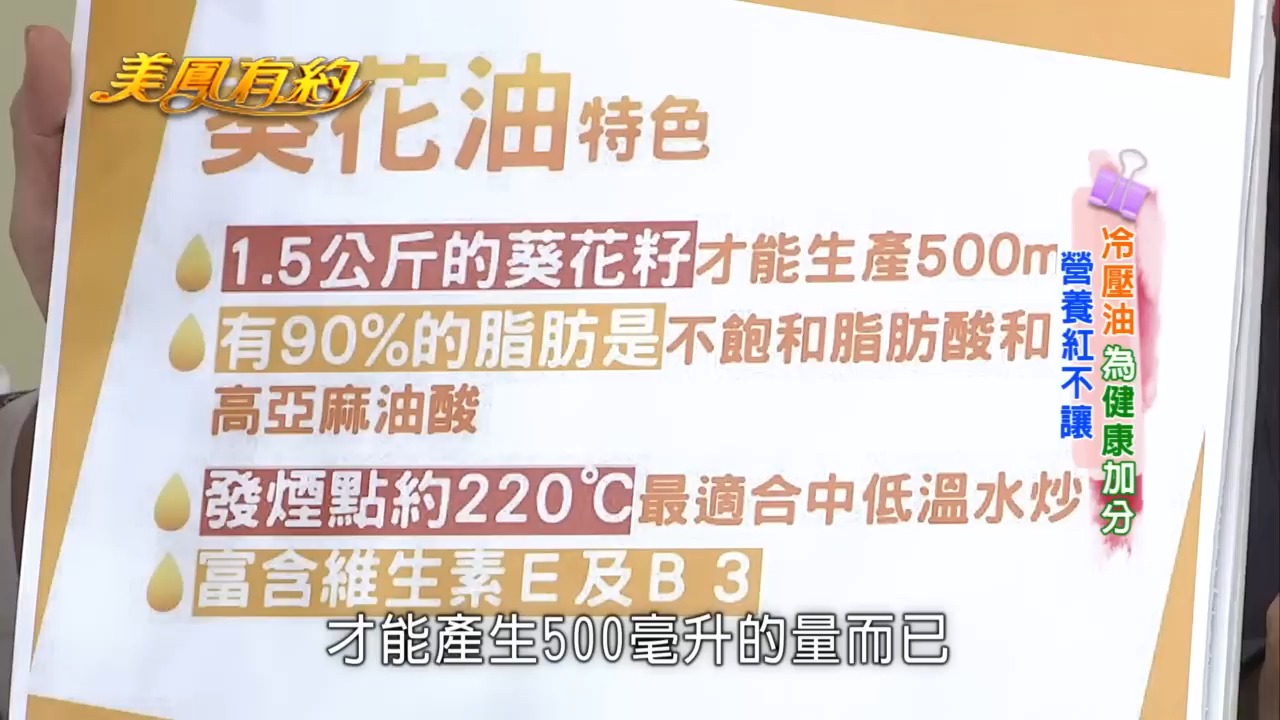 美鳳有約
葵花油特色
1.5公斤的葵花籽才能生產500m
有90%的脂肪是不飽和脂肪酸和
高亞麻油酸
發煙點約220℃最適合中低溫水炒
富含維生素E及B3
冷壓油 為健康加分
營養紅不讓
才能產生500毫升的量而已